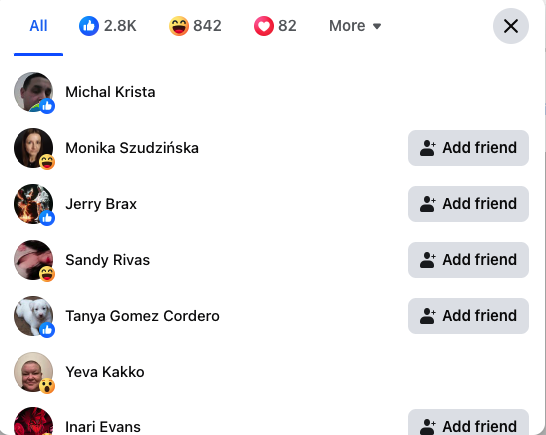 All 2.8K 842 82 More
Michal Krista
Monika Szudzińska Add friend
Jerry Brax Add friend
Sandy Rivas Add friend
Tanya Gomez Cordero Add friend
Yeva Kakko
Inari Evans Add friend